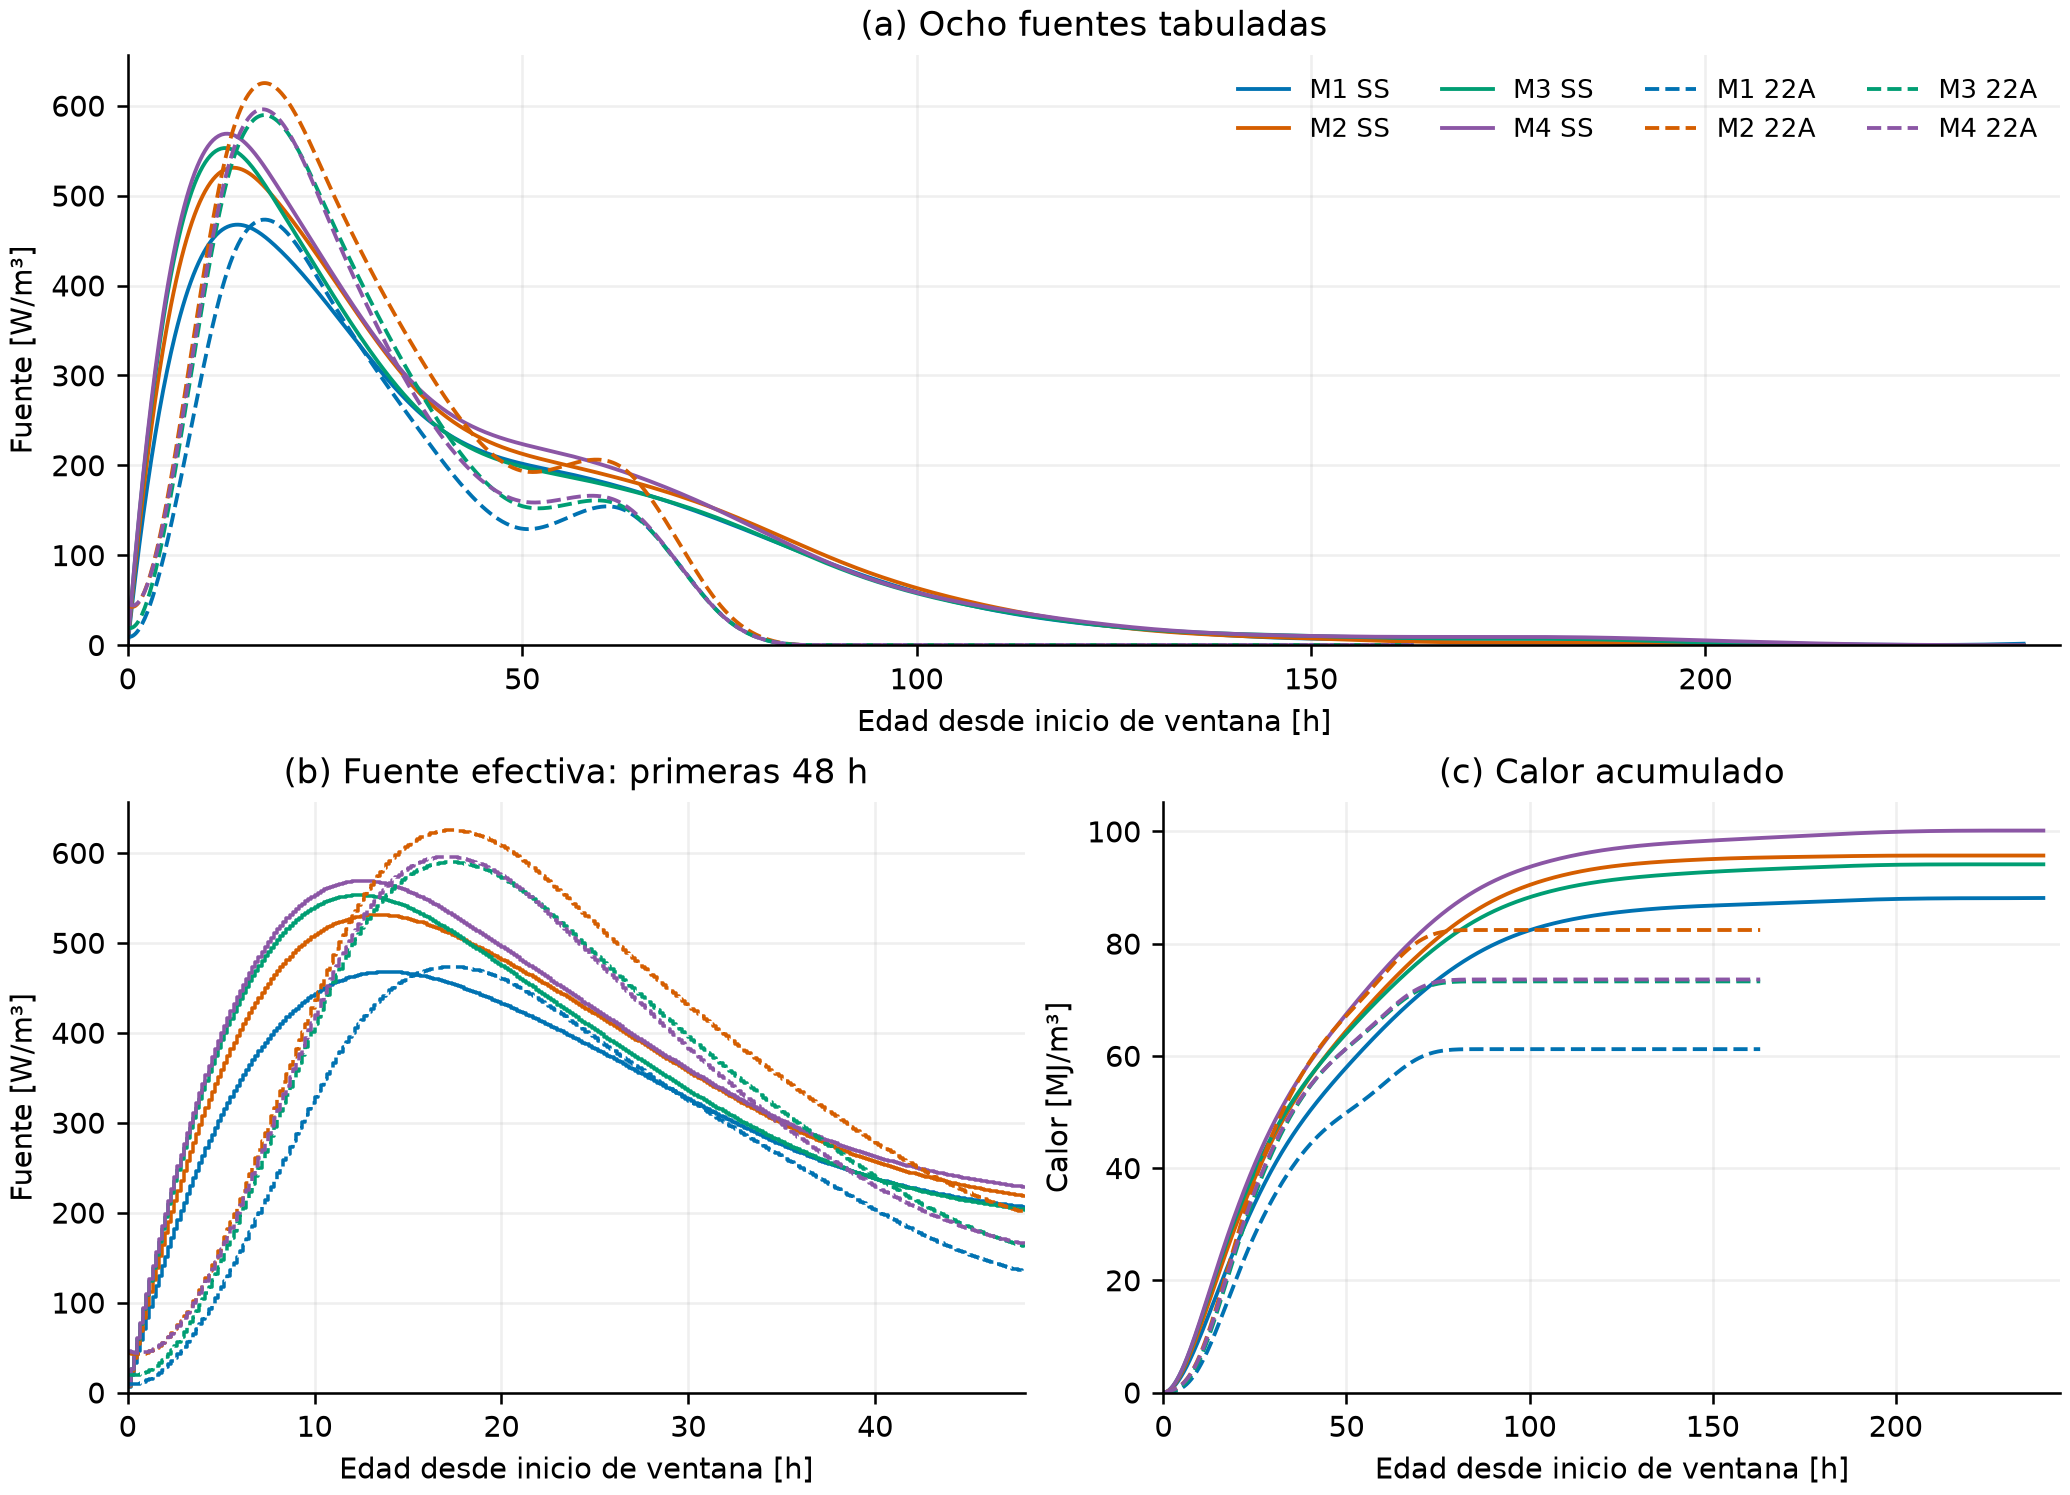 (a) Ocho fuentes tabuladas
M1 SS M3 SS M1 22A M3 22A
M2 SS M4 SS M2 22A M4 22A
Fuente [W/m³]
600
500
400
300
200
100
0
0 50 100 150 200
Edad desde inicio de ventana [h]
(b) Fuente efectiva: primeras 48 h
Fuente [W/m³]
600
500
400
300
200
100
0
0 10 20 30 40
Edad desde inicio de ventana [h]
(c) Calor acumulado
Calor [MJ/m³]
100
80
60
40
20
0
0 50 100 150 200
Edad desde inicio de ventana [h]